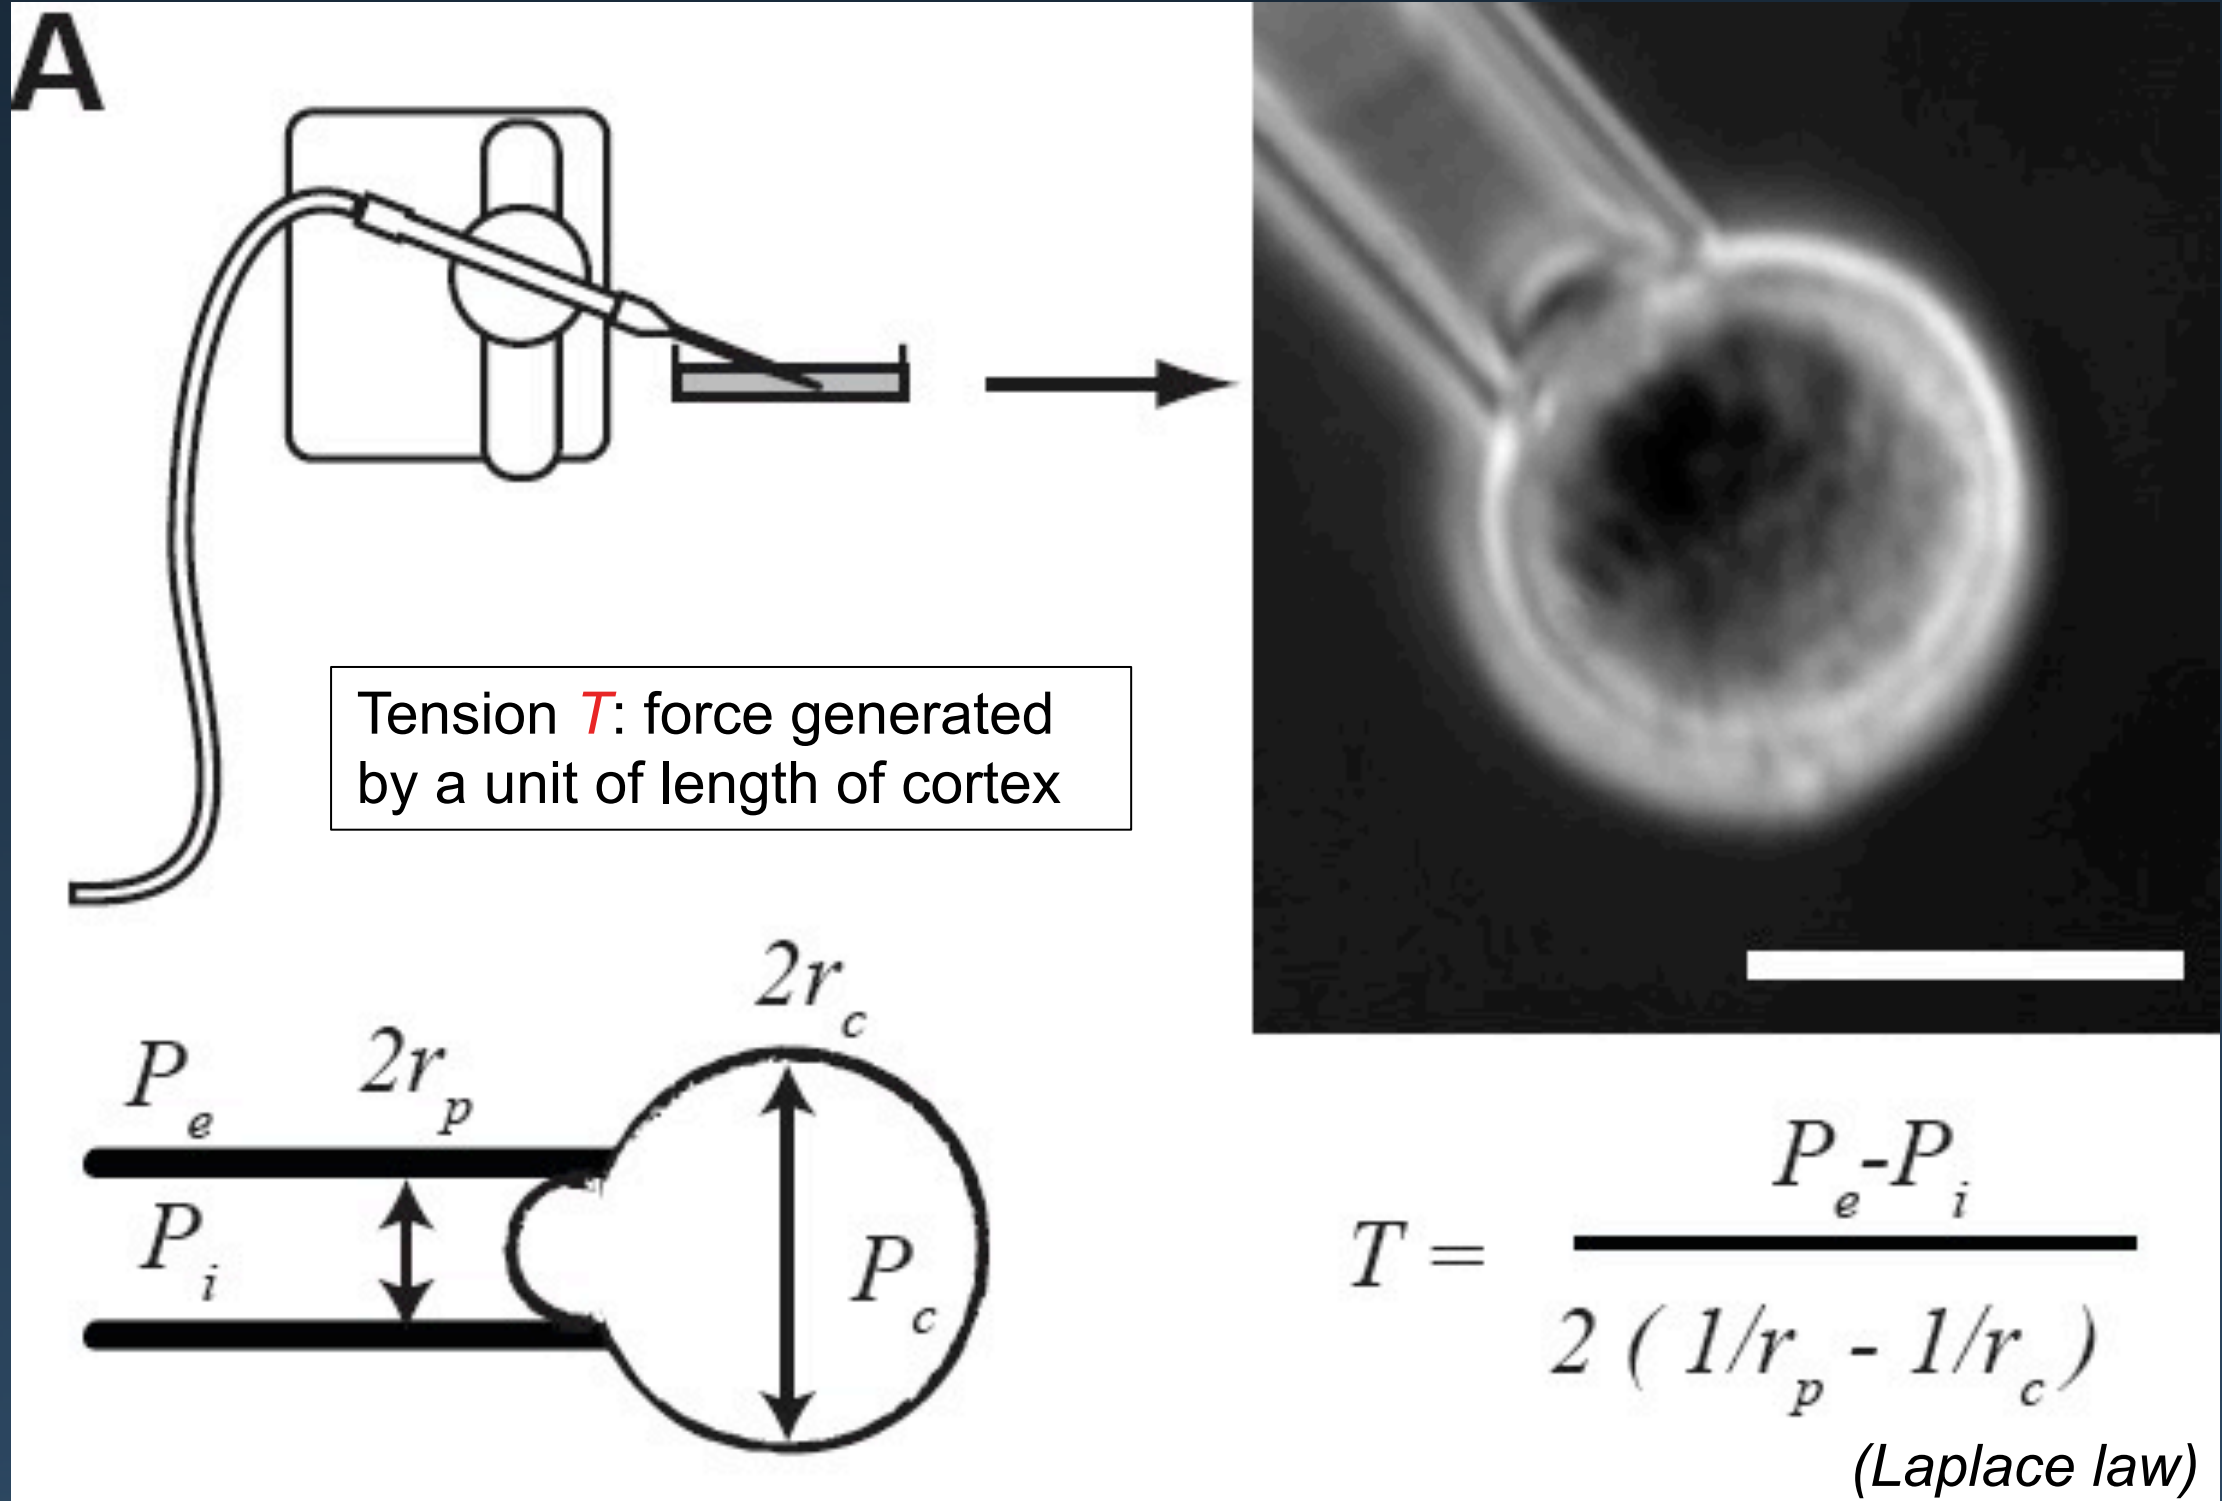 A
Tension T: force generated
by a unit of length of cortex
2r_c
P_e
2r_p
P_i
P_c
T = P_e-P_i / 2 ( 1/r_p - 1/r_c )
(Laplace law)